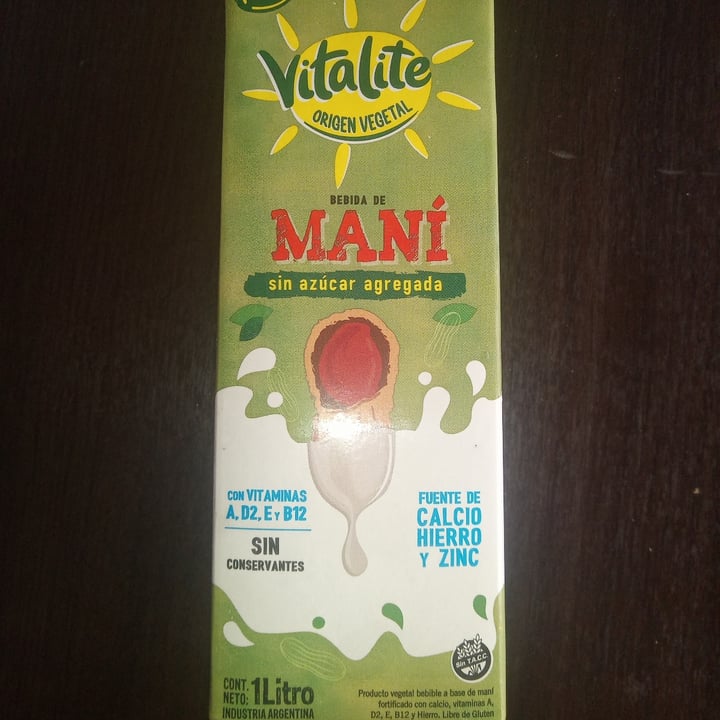 Vitalite
ORIGEN VEGETAL
BEBIDA DE
MANÍ
sin azúcar agregada
CON VITAMINAS
A, D2, E Y B12
SIN
CONSERVANTES
FUENTE DE
CALCIO
HIERRO
Y ZINC
Sin T.A.C.C.
CONT.
NETO: 1Litro
INDUSTRIA ARGENTINA
Producto vegetal bebible a base de maní
fortificado con calcio, vitaminas A,
D2, E, B12 y Hierro. Libre de Gluten